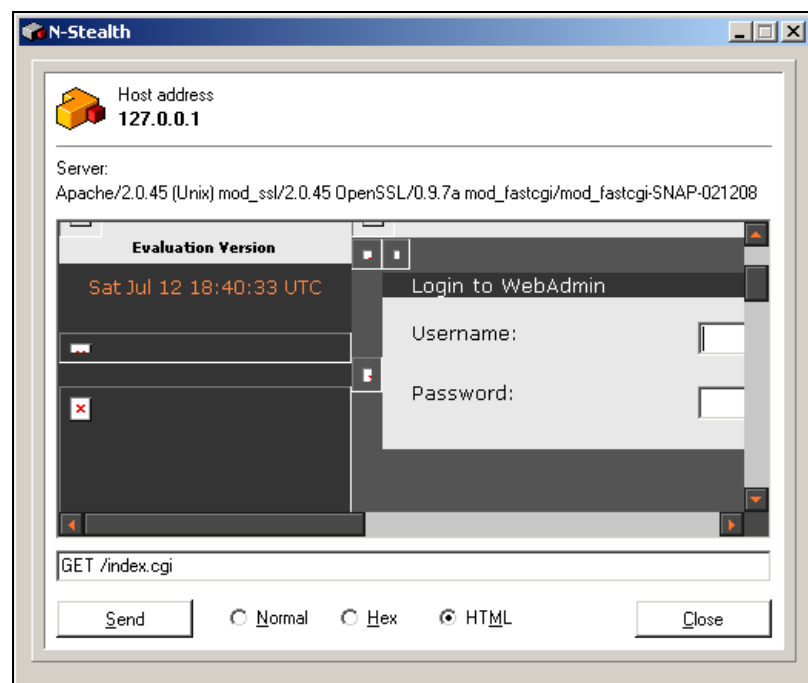 N-Stealth
Host address
127.0.0.1
Server:
Apache/2.0.45 (Unix) mod_ssl/2.0.45 OpenSSL/0.9.7a mod_fastcgi/mod_fastcgi-SNAP-021208
Evaluation Version
Sat Jul 12 18:40:33 UTC
Login to WebAdmin
Username:
Password:
GET /index.cgi
Send Normal Hex HTML Close